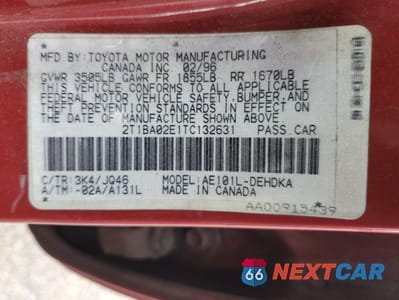 MFD BY: TOYOTA MOTOR MANUFACTURING
CANADA INC. 02/96
GVWR 3505LB GAWR FR 1855LB RR 1670LB
THIS VEHICLE CONFORMS TO ALL APPLICABLE
FEDERAL MOTOR VEHICLE SAFETY, BUMPER, AND
THEFT PREVENTION STANDARDS IN EFFECT ON
THE DATE OF MANUFACTURE SHOWN ABOVE.
2T1BA02E1TC132631 PASS.CAR
C/TR:3K4/JQ46 MODEL:AE101L-DEHDKA
A/TM:-02A/A131L MADE IN CANADA
AA00915439
66 NEXTCAR